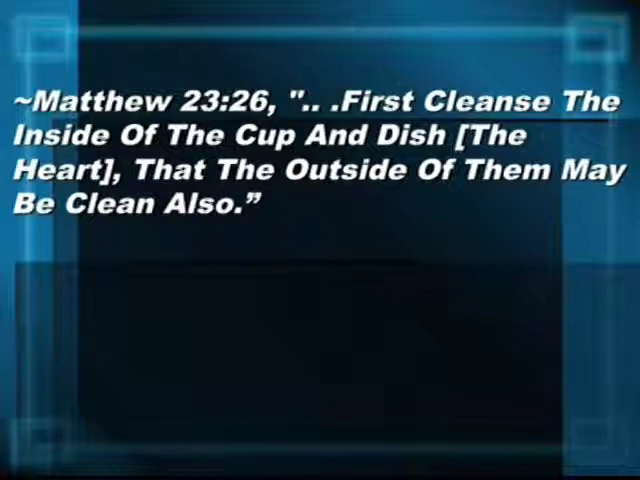 ~Matthew 23:26, ".. .First Cleanse The
Inside Of The Cup And Dish [The
Heart], That The Outside Of Them May
Be Clean Also.”